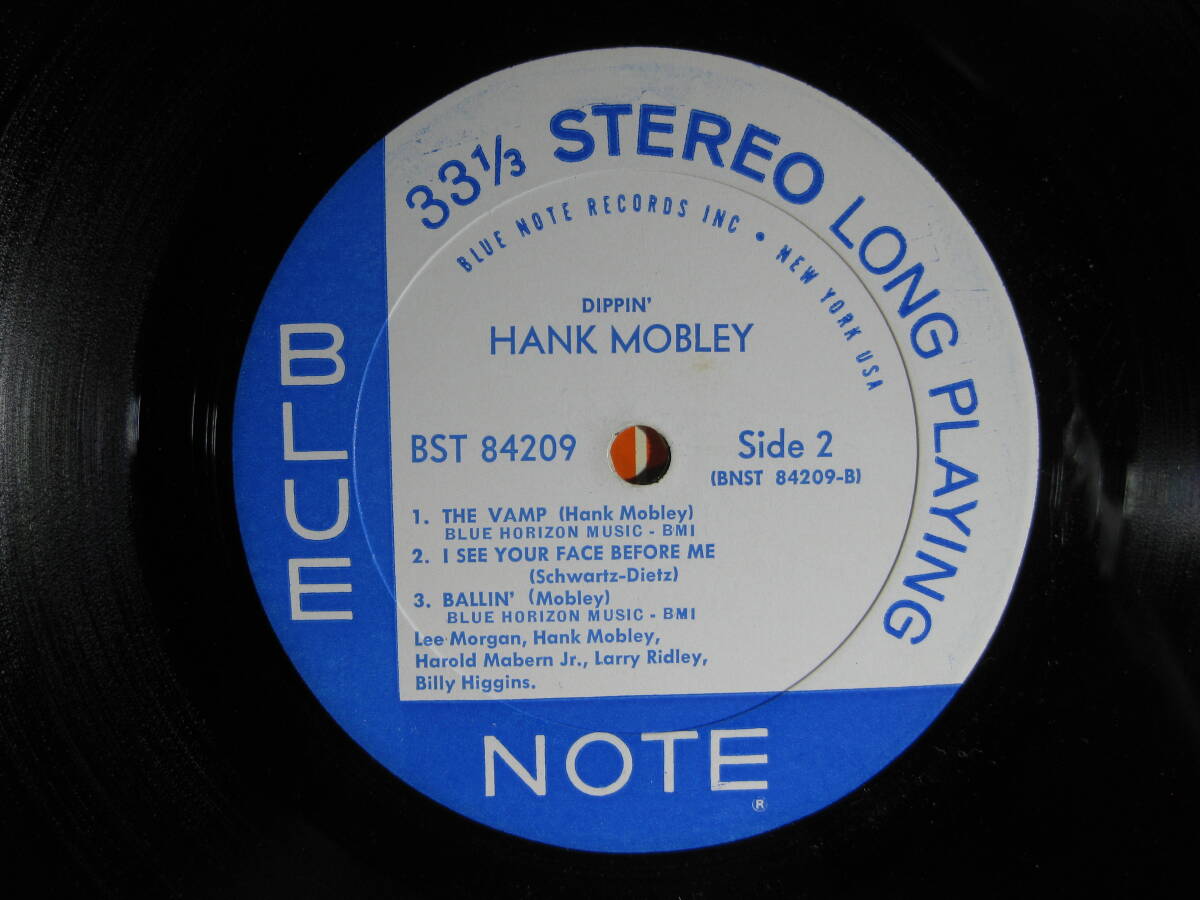 33⅓ STEREO LONG PLAYING
BLUE NOTE RECORDS INC • NEW YORK USA
DIPPIN'
HANK MOBLEY
BST 84209
Side 2
(BNST 84209-B)
1. THE VAMP (Hank Mobley)
BLUE HORIZON MUSIC - BMI
2. I SEE YOUR FACE BEFORE ME
(Schwartz-Dietz)
3. BALLIN' (Mobley)
BLUE HORIZON MUSIC - BMI
Lee Morgan, Hank Mobley,
Harold Mabern Jr., Larry Ridley,
Billy Higgins.
BLUE
NOTE
®